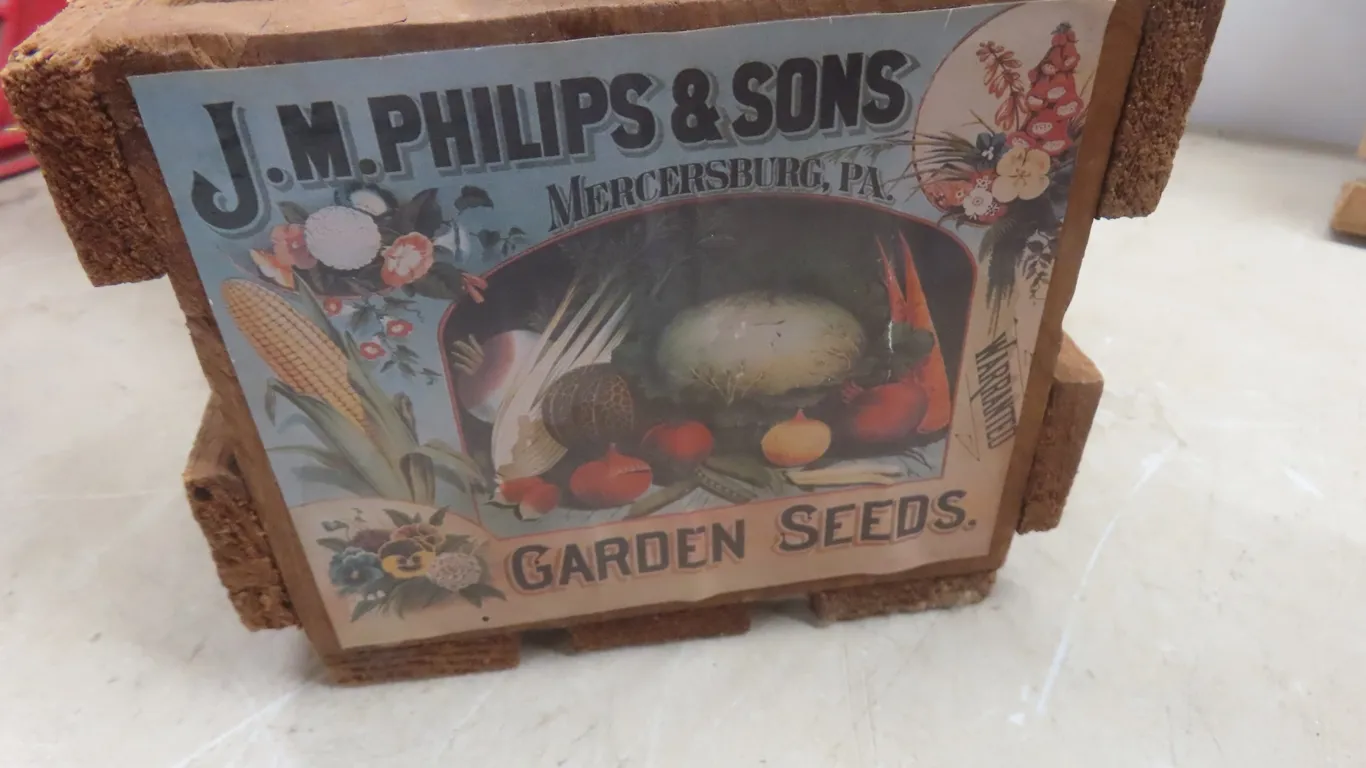 J.M. PHILIPS & SONS
MERCERSBURG, PA.
WARRANTED
GARDEN SEEDS.